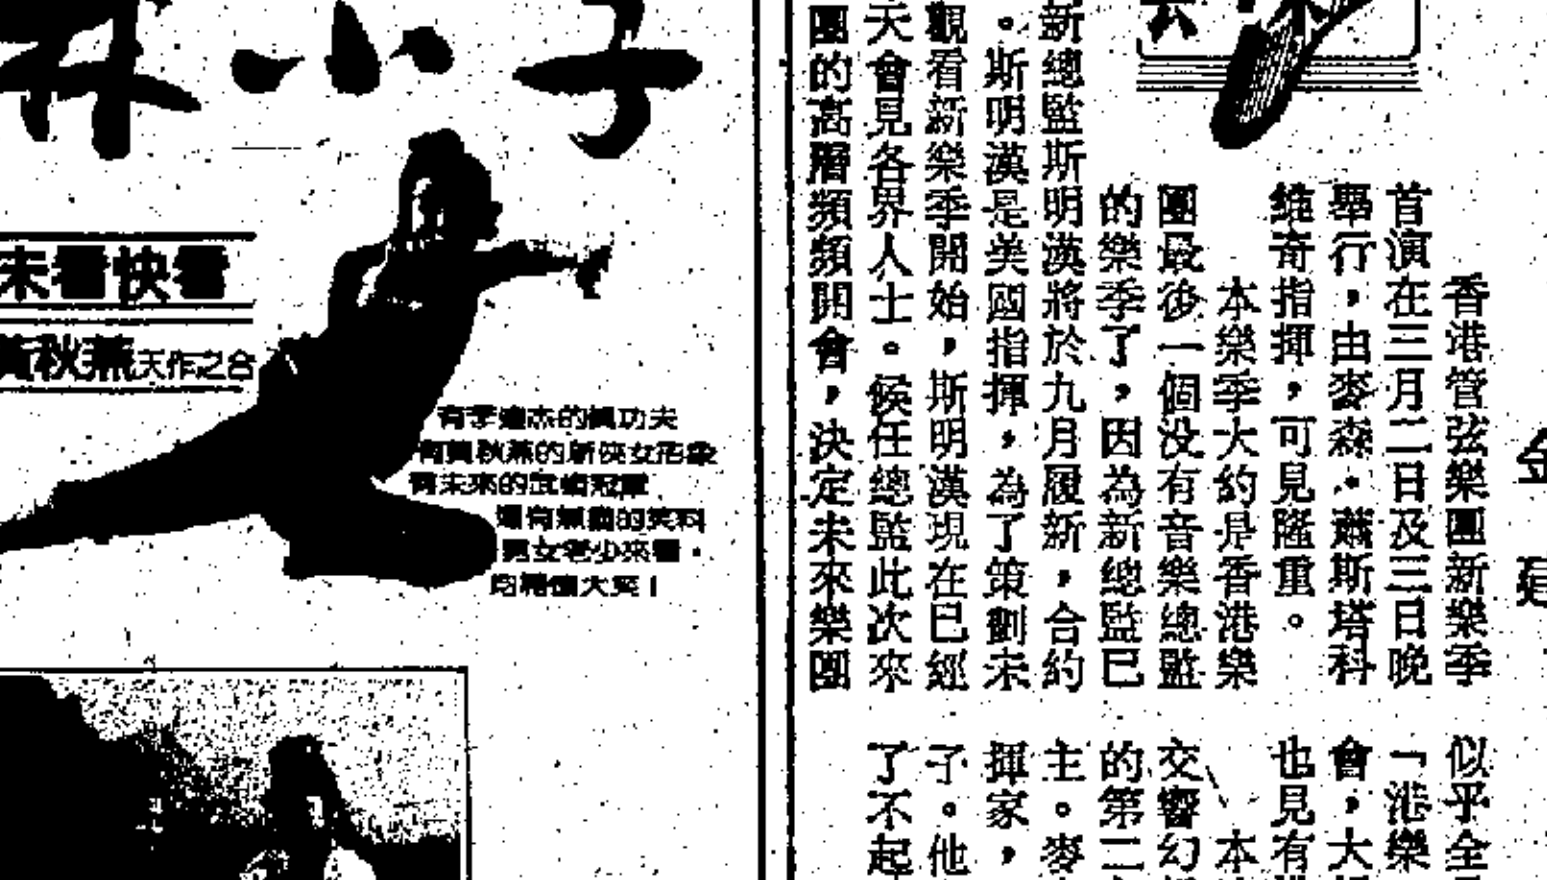 香港管弦樂團新樂季
首演在三月二日及三日晚
舉行，由麥森·蕭斯塔科
維奇指揮，可見隆重。
本樂季大約是香港樂
團最後一個没有音樂總監
的樂季了，因為新總監已
新總監斯明漢將於九月履新，合約
。斯明漢是美國指揮，為了策劃未
觀看新樂季開始，斯明漢現在已經
天會見各界人士。候任總監此次來
團的高層頻頻開會，決定未來樂團
似乎全
「港樂
會，大
也見有
本
交響幻
的第二
主。麥
揮家，
子。他
了不起
小子
未看快看
黃秋燕天作之合
有李連杰的真功夫
有黃秋燕的新俠女形象
有未來的武術冠軍
還有無窮的笑料
男女老少來看，